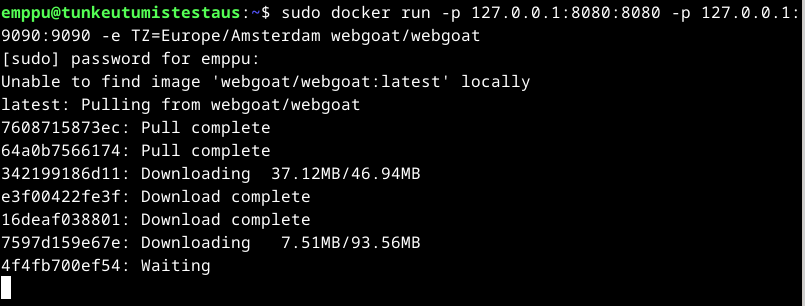 emppu@tunkeutumistestaus:~$ sudo docker run -p 127.0.0.1:8080:8080 -p 127.0.0.1:
9090:9090 -e TZ=Europe/Amsterdam webgoat/webgoat
[sudo] password for emppu:
Unable to find image 'webgoat/webgoat:latest' locally
latest: Pulling from webgoat/webgoat
7608715873ec: Pull complete
64a0b7566174: Pull complete
342199186d11: Downloading  37.12MB/46.94MB
e3f00422fe3f: Download complete
16deaf038801: Download complete
7597d159e67e: Downloading   7.51MB/93.56MB
4f4fb700ef54: Waiting